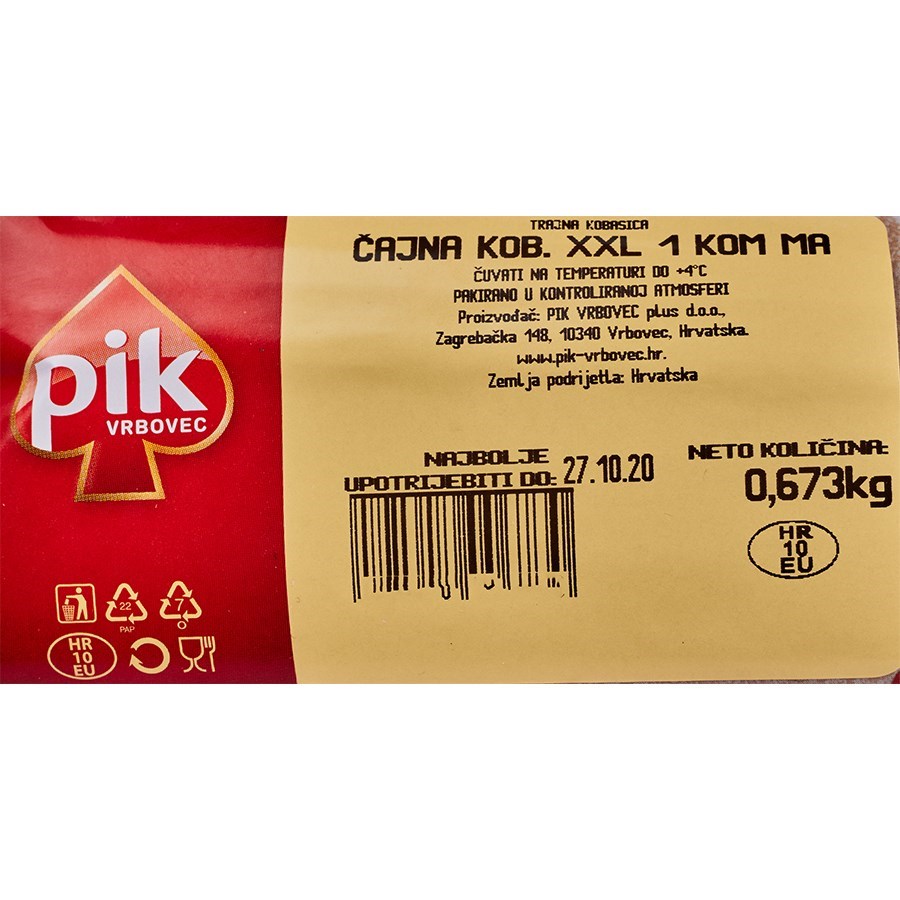 pik
VRBOVEC
22
PAP
7
O
HR
10
EU
TRAJNA KOBASICA
ČAJNA KOB. XXL 1 KOM MA
ČUVATI NA TEMPERATURI DO +4°C
PAKIRANO U KONTROLIRANOJ ATMOSFERI
Proizvođač: PIK VRBOVEC plus d.o.o.,
Zagrebačka 148, 10340 Vrbovec, Hrvatska.
www.pik-vrbovec.hr.
Zemlja podrijetla: Hrvatska
NAJBOLJE
UPOTRIJEBITI DO: 27.10.20
NETO KOLIČINA:
0,673kg
HR
10
EU